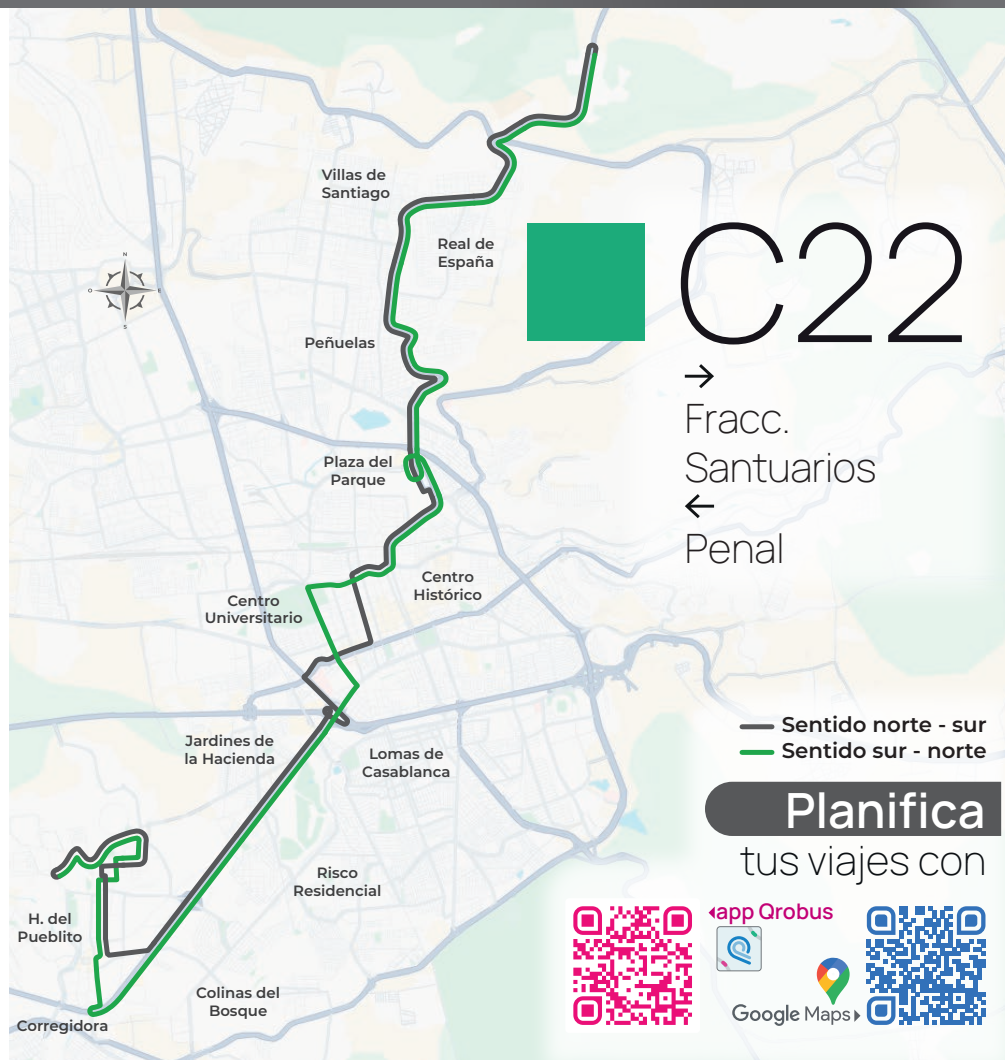 Villas de
Santiago
Real de
España
C22
N
O
E
S
Peñuelas
→
Fracc.
Santuarios
←
Penal
Plaza del
Parque
Centro
Histórico
Centro
Universitario
Jardines de
la Hacienda
Lomas de
Casablanca
Sentido norte - sur
Sentido sur - norte
Planifica
tus viajes con
Risco
Residencial
H. del
Pueblito
app Qrobus
Google Maps
Colinas del
Bosque
Corregidora